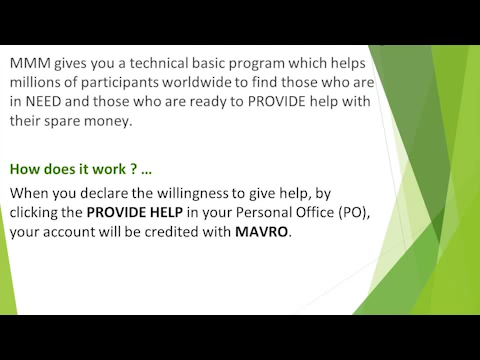 MMM gives you a technical basic program which helps
millions of participants worldwide to find those who are
in NEED and those who are ready to PROVIDE help with
their spare money.
How does it work ? ...
When you declare the willingness to give help, by
clicking the PROVIDE HELP in your Personal Office (PO),
your account will be credited with MAVRO.